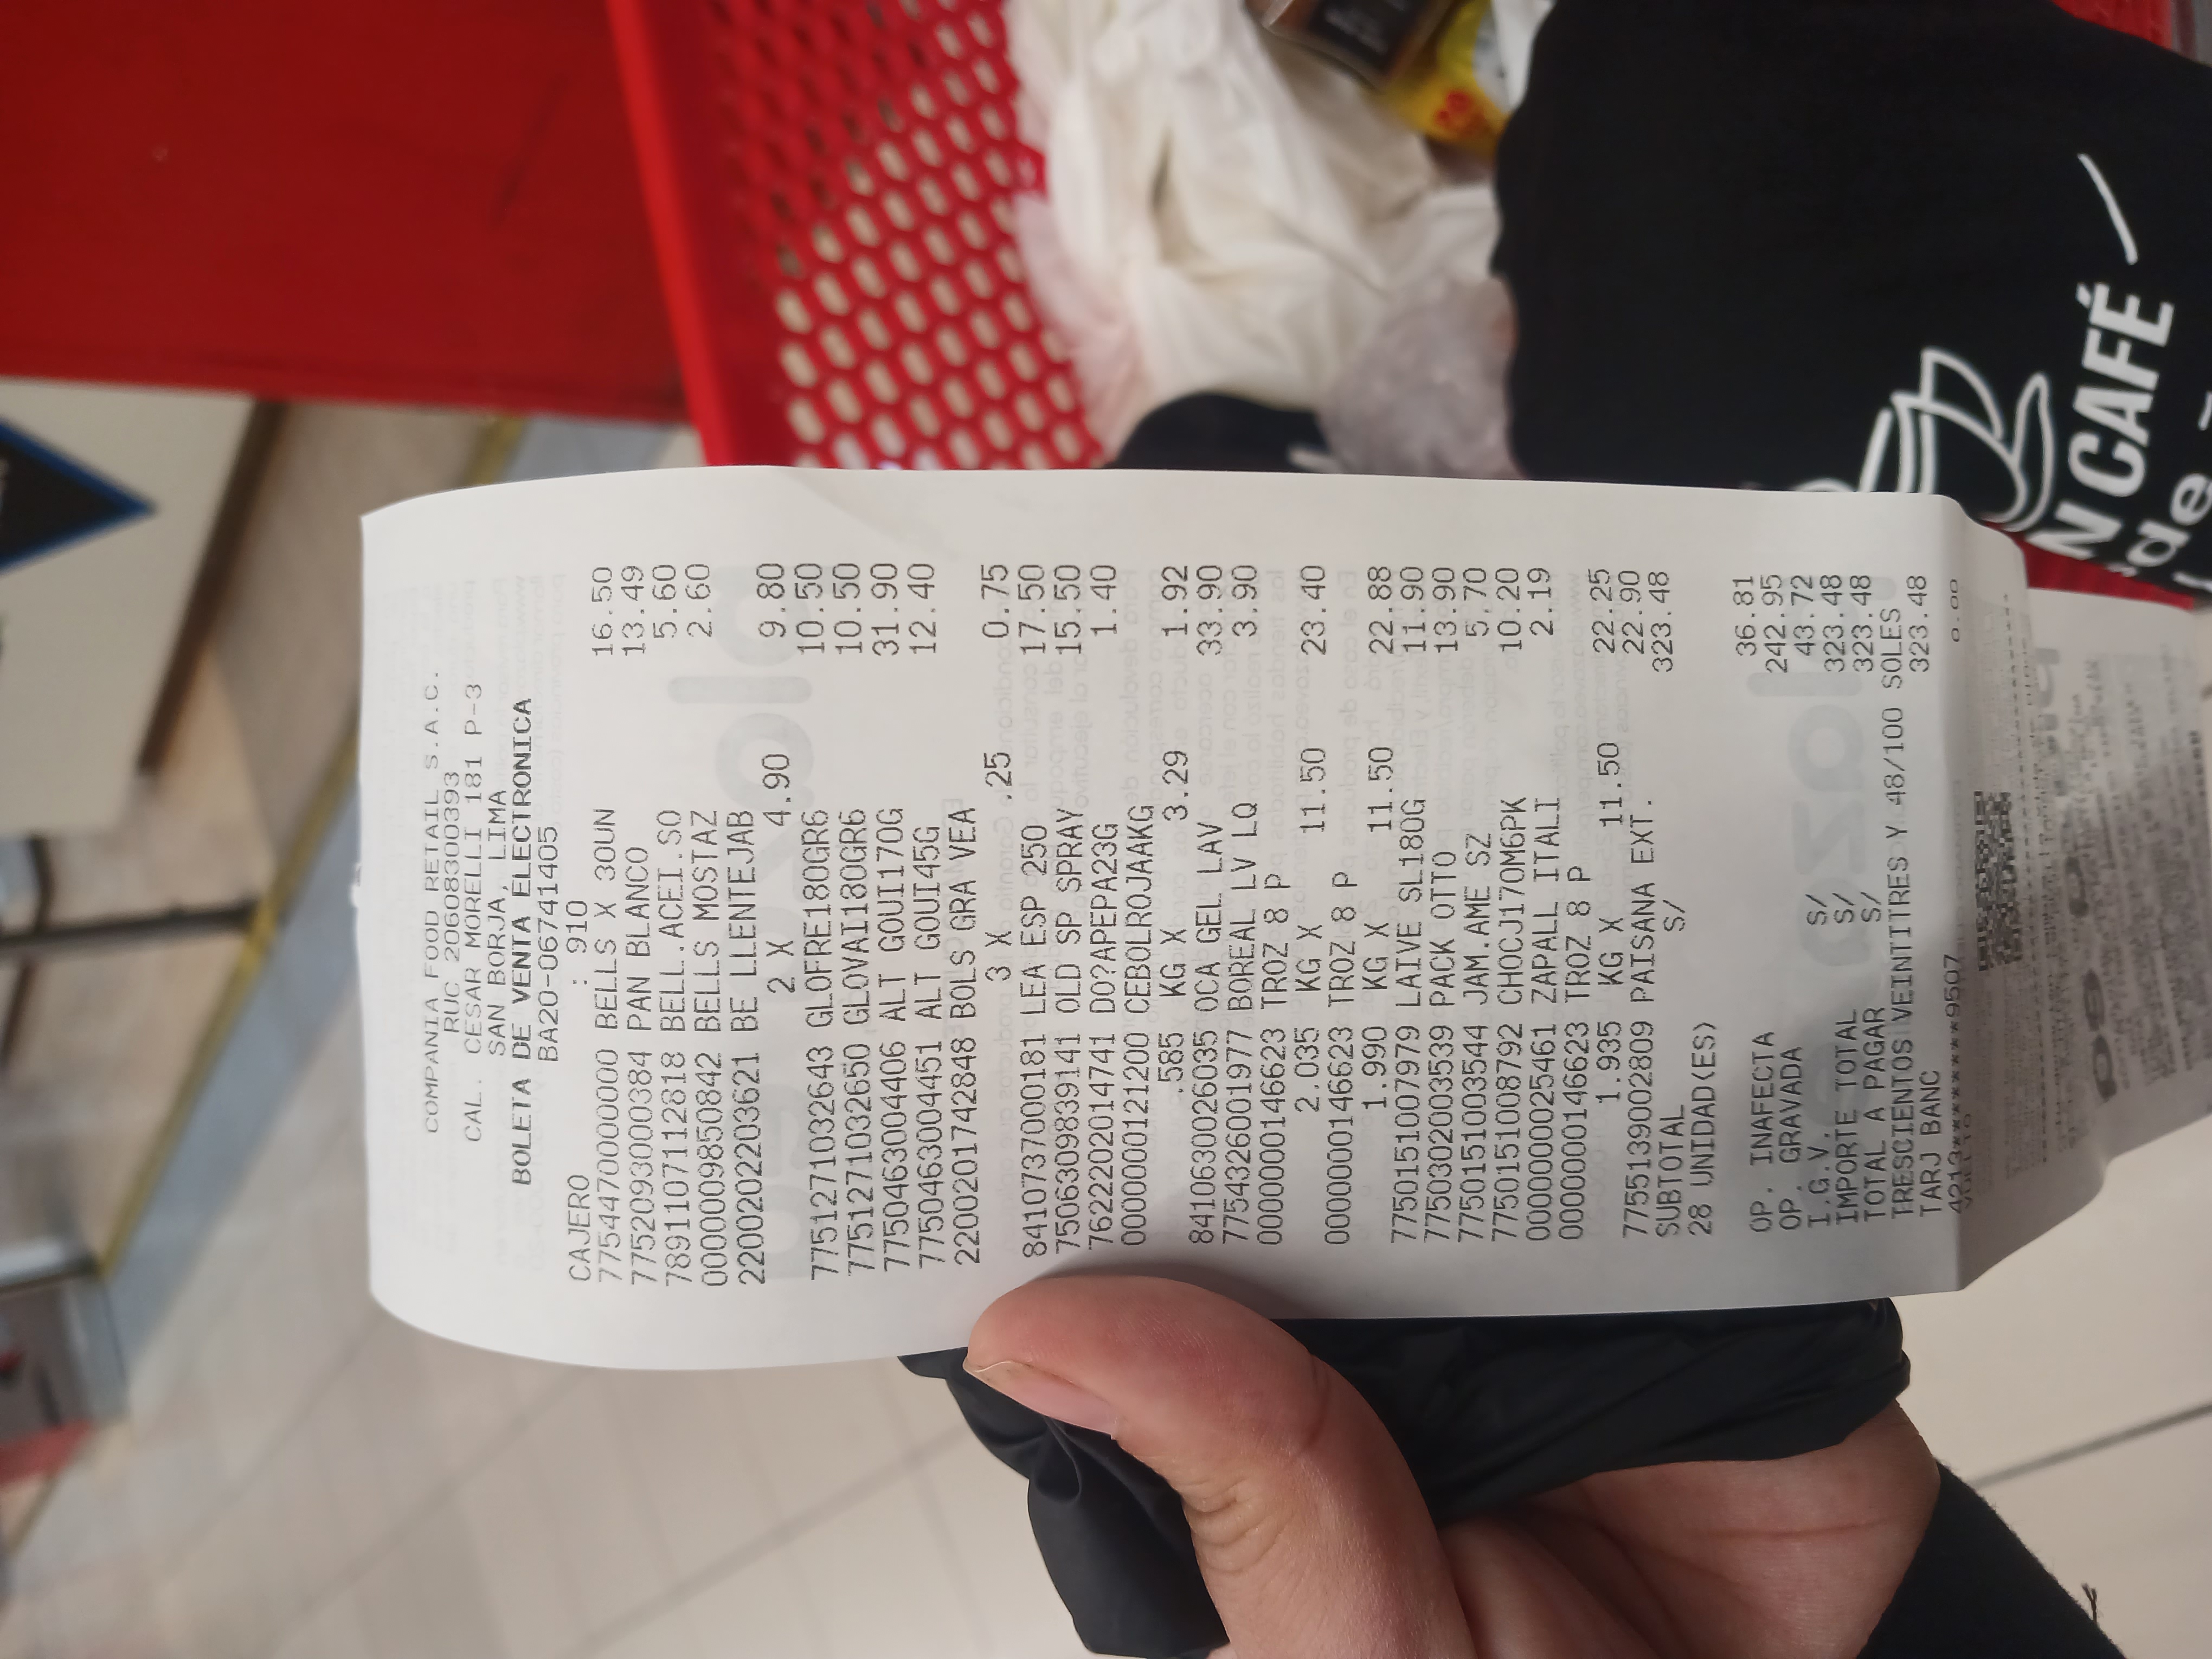 COMPANIA FOOD RETAIL S.A.C.
RUC 20608300393
CAL. CESAR MORELLI 181 P-3
SAN BORJA, LIMA
BOLETA DE VENTA ELECTRONICA
BA20-06741405
CAJERO : 910
7754470000000 BELLS X 30UN 16.50
7752093000384 PAN BLANCO 13.49
7891107112818 BELL.ACEI.SO 5.60
0000009850842 BELLS MOSTAZ 2.60
2200202203621 BE LLENTEJAB
2 X 4.90 9.80
7751271032643 GLOFRE180GR6 10.50
7751271032650 GLOVAI180GR6 10.50
7750463004406 ALT GOUI170G 31.90
7750463004451 ALT GOUI45G 12.40
2200201742848 BOLS GRA VEA
3 X .25 0.75
8410737000181 LEA ESP 250 17.50
7506309839141 OLD SP SPRAY 15.50
7622202014741 DO?APEPA23G 1.40
0000000121200 CEBOLROJAAKG
.585 KG X 3.29 1.92
8410630026035 OCA GEL LAV 33.90
7754326001977 BOREAL LV LQ 3.90
0000000146623 TROZ 8 P
2.035 KG X 11.50 23.40
0000000146623 TROZ 8 P
1.990 KG X 11.50 22.88
7750151007979 LAIVE SL180G 11.90
7750302003539 PACK OTTO 13.90
7750151003544 JAM.AME SZ 5.70
7750151008792 CHOCJ170M6PK 10.20
0000000025461 ZAPALL ITALI 2.19
0000000146623 TROZ 8 P
1.935 KG X 11.50 22.25
7755139002809 PAISANA EXT. 22.90
SUBTOTAL S/ 323.48
28 UNIDAD(ES)
OP. INAFECTA 36.81
OP. GRAVADA 242.95
I.G.V. S/ 43.72
IMPORTE TOTAL S/ 323.48
TOTAL A PAGAR S/ 323.48
TRESCIENTOS VEINTITRES Y 48/100 SOLES
TARJ BANC 323.48
4213********9507
VUELTO 0.00
N CAFÉ
de